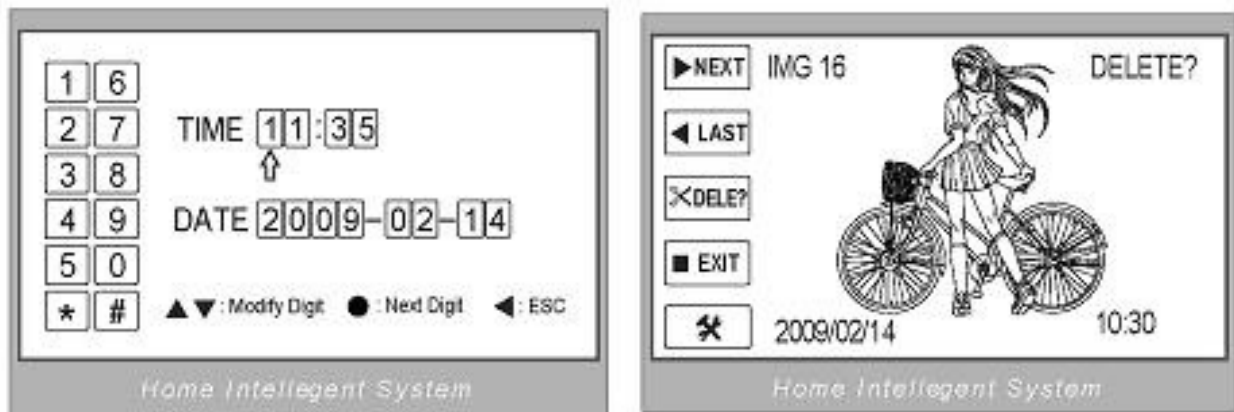 1 6
2 7
3 8
4 9
5 0
* #
TIME 11:35
DATE 2009-02-14
▲ ▼: Modify Digit ● : Next Digit ◀: ESC
Home Intellegent System
▶NEXT
◀ LAST
✂DELE?
■ EXIT
IMG 16
DELETE?
2009/02/14
10:30
Home Intellegent System